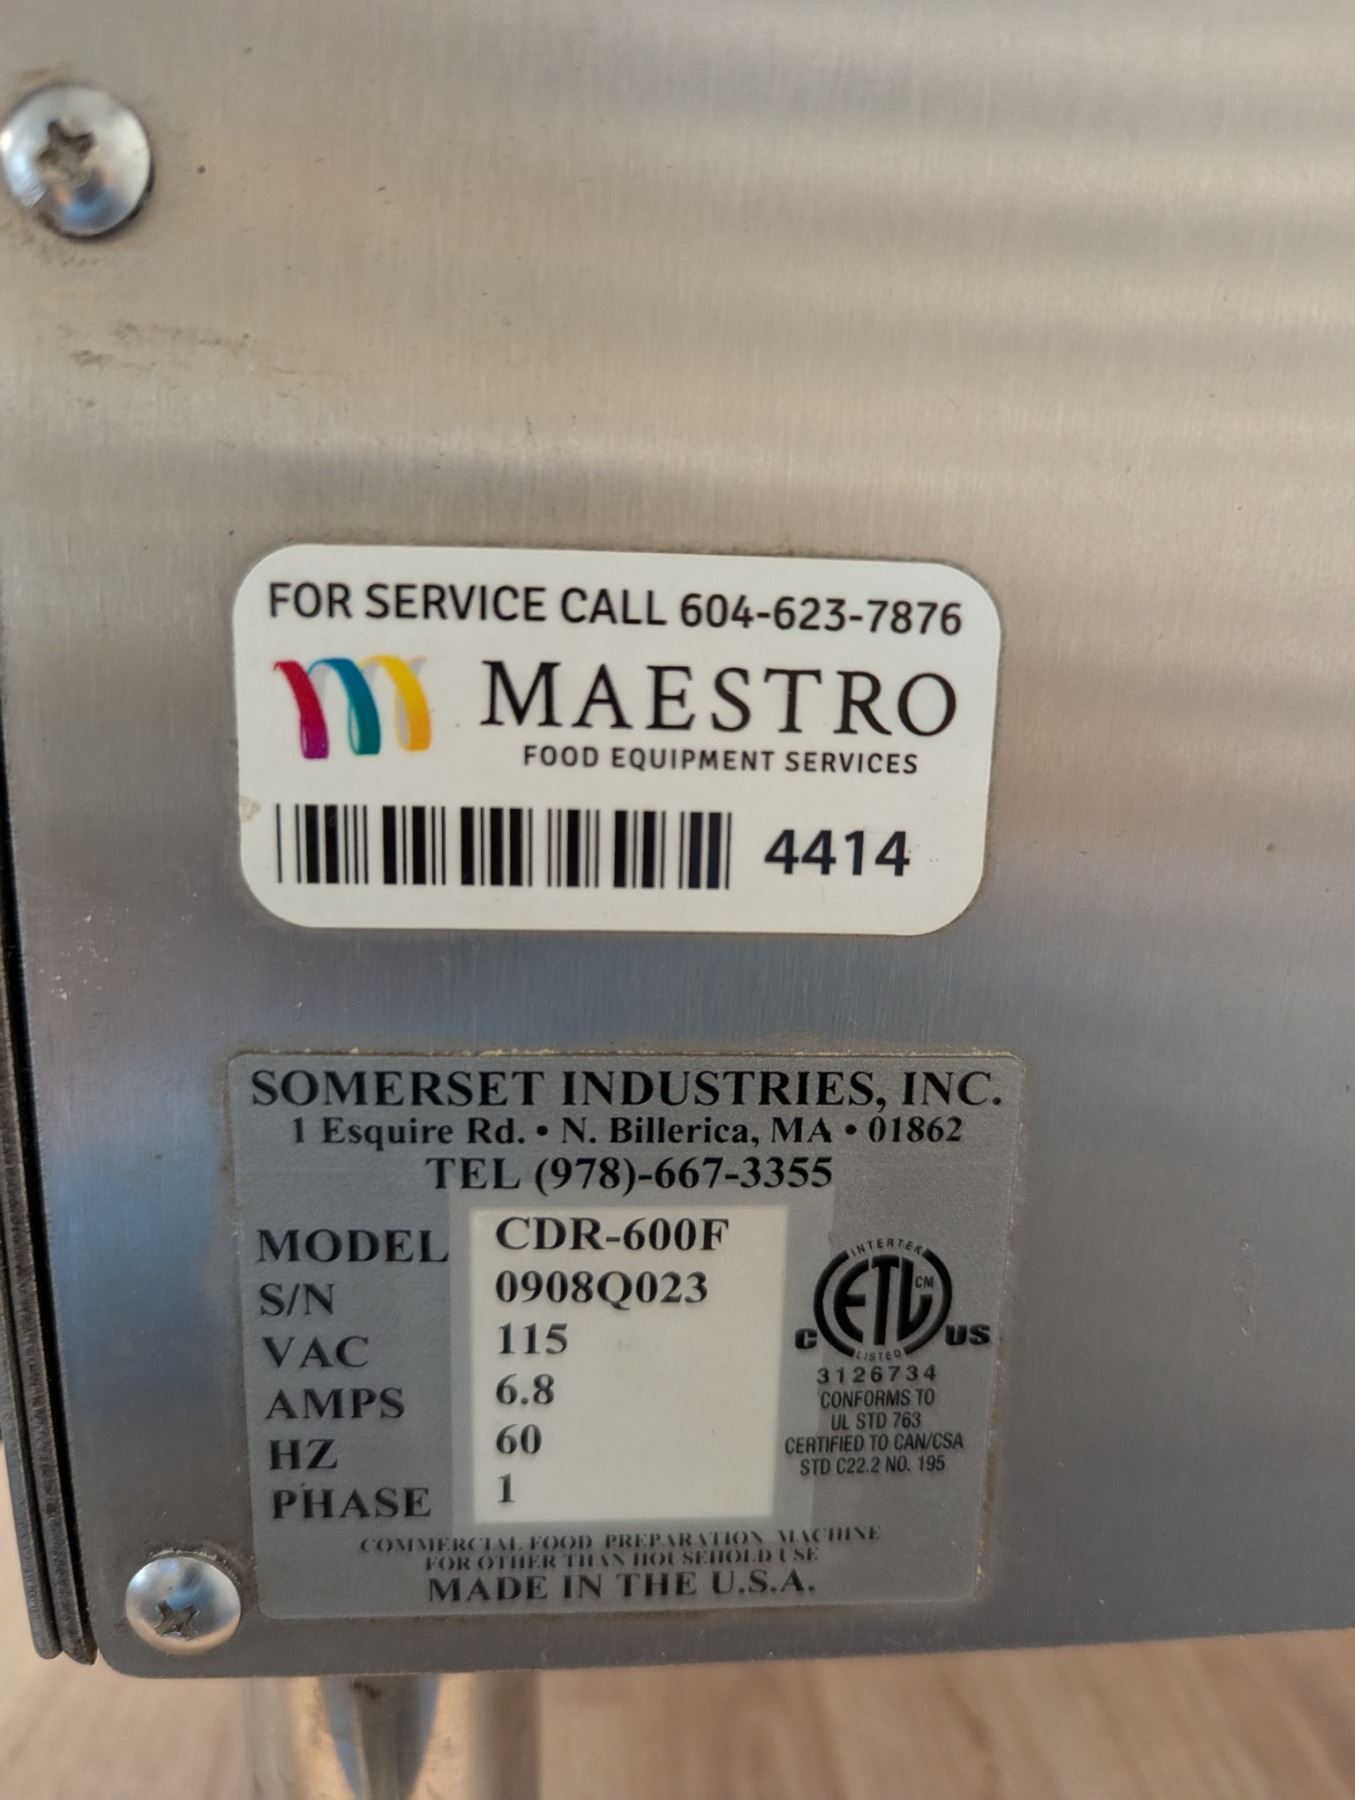 FOR SERVICE CALL 604-623-7876
MAESTRO
FOOD EQUIPMENT SERVICES
4414
SOMERSET INDUSTRIES, INC.
1 Esquire Rd. • N. Billerica, MA • 01862
TEL (978)-667-3355
MODEL CDR-600F
S/N 0908Q023
VAC 115
AMPS 6.8
HZ 60
PHASE 1
INTERTEK
ETL CM
C US
LISTED
3126734
CONFORMS TO
UL STD 763
CERTIFIED TO CAN/CSA
STD C22.2 NO. 195
COMMERCIAL FOOD PREPARATION MACHINE
FOR OTHER THAN HOUSEHOLD USE
MADE IN THE U.S.A.